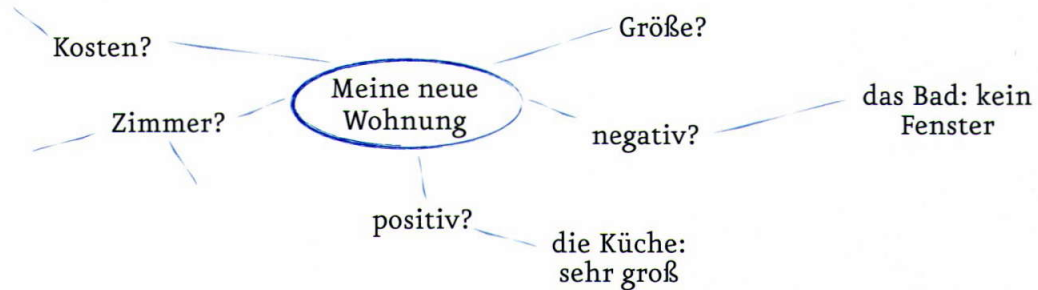 Größe?
Kosten?
Meine neue
Wohnung
das Bad: kein
Fenster
Zimmer?
negativ?
positiv?
die Küche:
sehr groß